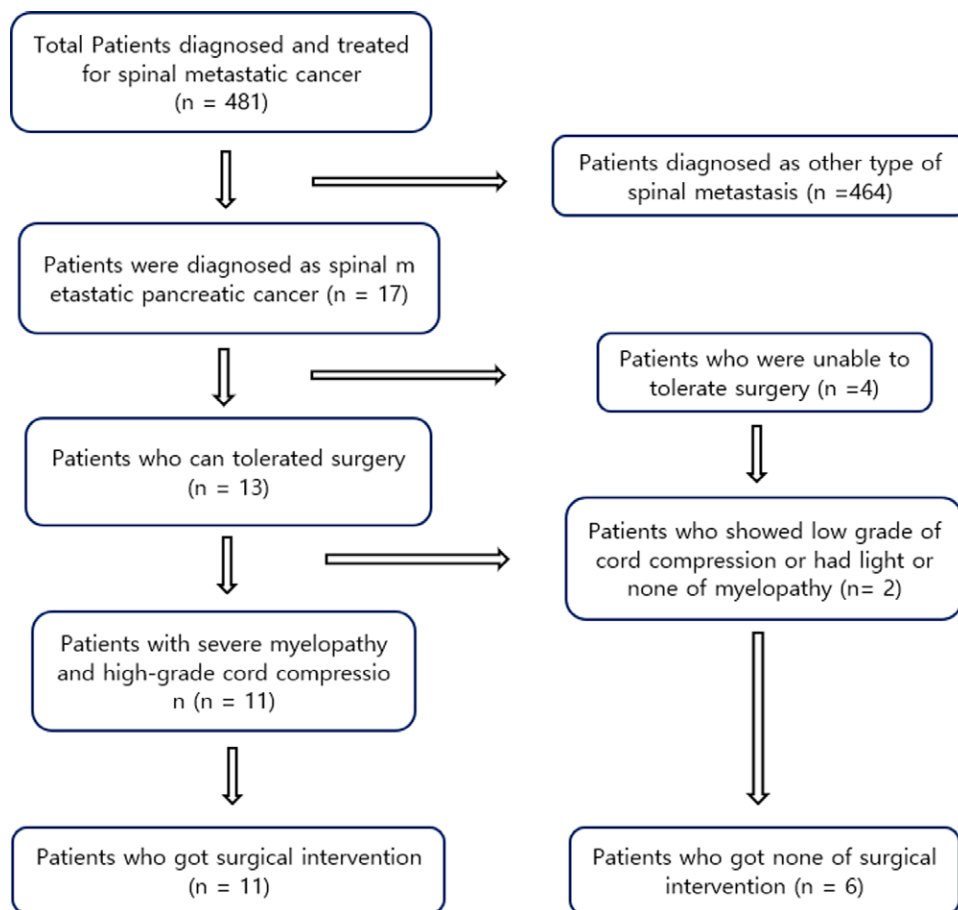 Total Patients diagnosed and treated
for spinal metastatic cancer
(n = 481)
Patients diagnosed as other type of
spinal metastasis (n =464)
Patients were diagnosed as spinal m
etastatic pancreatic cancer (n = 17)
Patients who were unable to
tolerate surgery (n =4)
Patients who can tolerated surgery
(n = 13)
Patients who showed low grade of
cord compression or had light or
none of myelopathy (n= 2)
Patients with severe myelopathy
and high-grade cord compressio
n (n = 11)
Patients who got surgical intervention
(n = 11)
Patients who got none of surgical
intervention (n = 6)